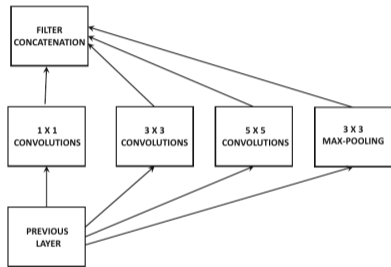 FILTER
CONCATENATION
1 X 1
CONVOLUTIONS
3 X 3
CONVOLUTIONS
5 X 5
CONVOLUTIONS
3 X 3
MAX-POOLING
PREVIOUS
LAYER